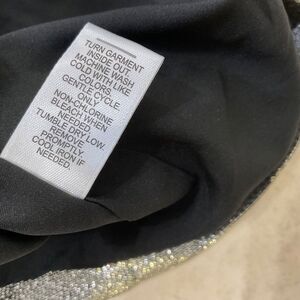 TURN GARMENT
INSIDE OUT.
MACHINE WASH
COLD WITH LIKE
COLORS.
GENTLE CYCLE.
ONLY
NON-CHLORINE
BLEACH WHEN
NEEDED.
TUMBLE DRY LOW.
REMOVE
PROMPTLY.
COOL IRON IF
NEEDED.